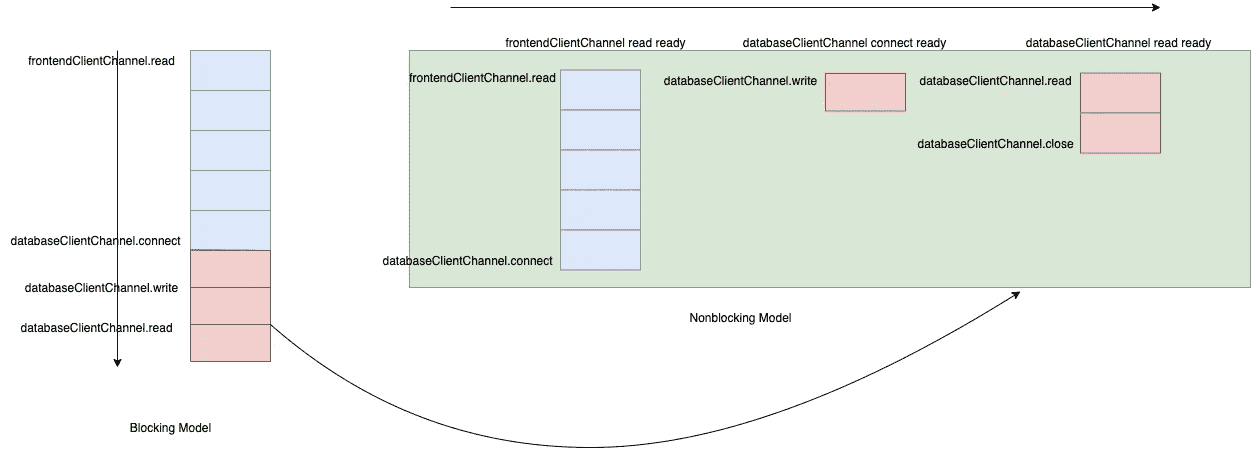 frontendClientChannel.read
databaseClientChannel.connect
databaseClientChannel.write
databaseClientChannel.read
Blocking Model
frontendClientChannel read ready
databaseClientChannel connect ready
databaseClientChannel read ready
frontendClientChannel.read
databaseClientChannel.connect
databaseClientChannel.write
databaseClientChannel.read
databaseClientChannel.close
Nonblocking Model